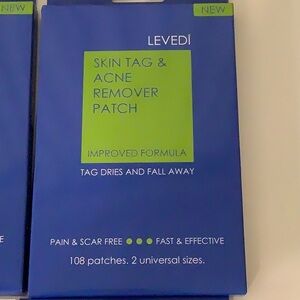 NEW
NEW
LEVEDI
SKIN TAG &
ACNE
REMOVER
PATCH
IMPROVED FORMULA
TAG DRIES AND FALL AWAY
E
PAIN & SCAR FREE ● ● ● FAST & EFFECTIVE
108 patches. 2 universal sizes.